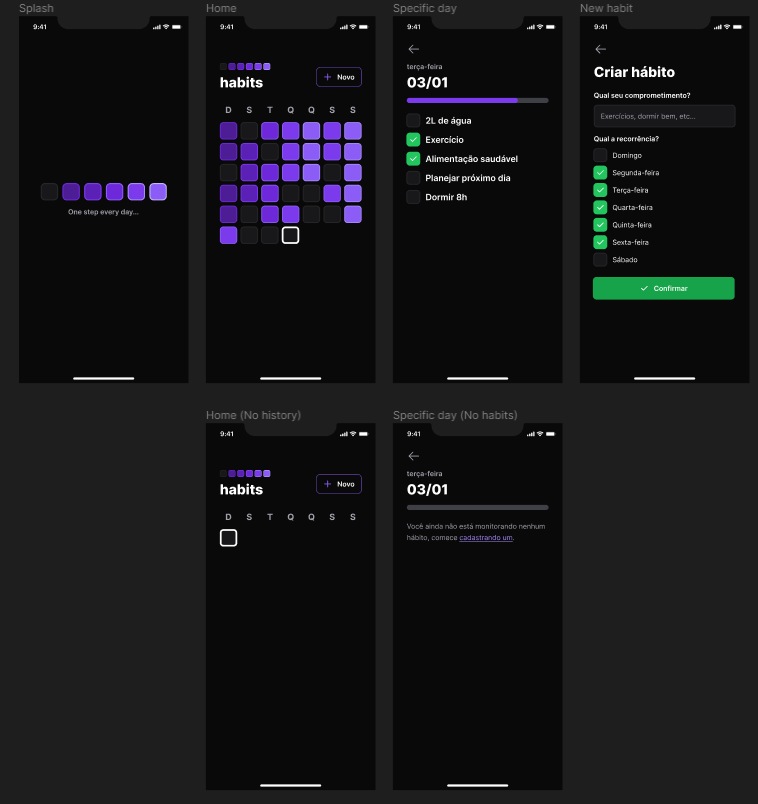 Splash
9:41
One step every day...
Home
9:41
habits
+ Novo
D S T Q Q S S
Specific day
9:41
terça-feira
03/01
2L de água
Exercício
Alimentação saudável
Planejar próximo dia
Dormir 8h
New habit
9:41
Criar hábito
Qual seu comprometimento?
Exercícios, dormir bem, etc...
Qual a recorrência?
Domingo
Segunda-feira
Terça-feira
Quarta-feira
Quinta-feira
Sexta-feira
Sábado
Confirmar
Home (No history)
9:41
habits
+ Novo
D S T Q Q S S
Specific day (No habits)
9:41
terça-feira
03/01
Você ainda não está monitorando nenhum
hábito, comece cadastrando um.